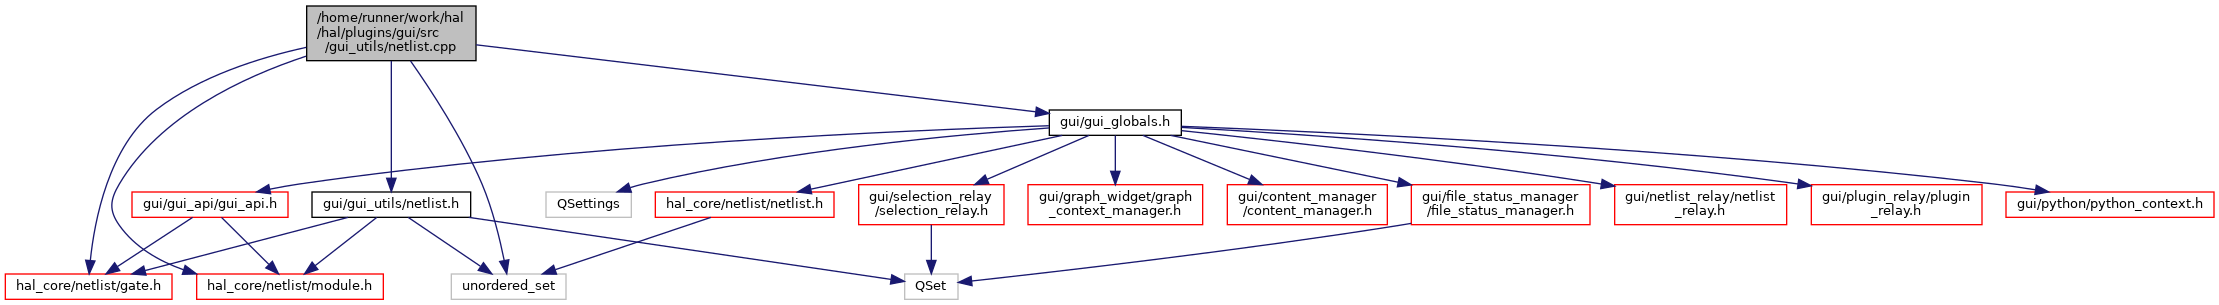 /home/runner/work/hal
/hal/plugins/gui/src
/gui_utils/netlist.cpp
gui/gui_globals.h
gui/gui_api/gui_api.h
gui/gui_utils/netlist.h
QSettings
hal_core/netlist/netlist.h
gui/selection_relay
/selection_relay.h
gui/graph_widget/graph
_context_manager.h
gui/content_manager
/content_manager.h
gui/file_status_manager
/file_status_manager.h
gui/netlist_relay/netlist
_relay.h
gui/plugin_relay/plugin
_relay.h
gui/python/python_context.h
hal_core/netlist/gate.h
hal_core/netlist/module.h
unordered_set
QSet